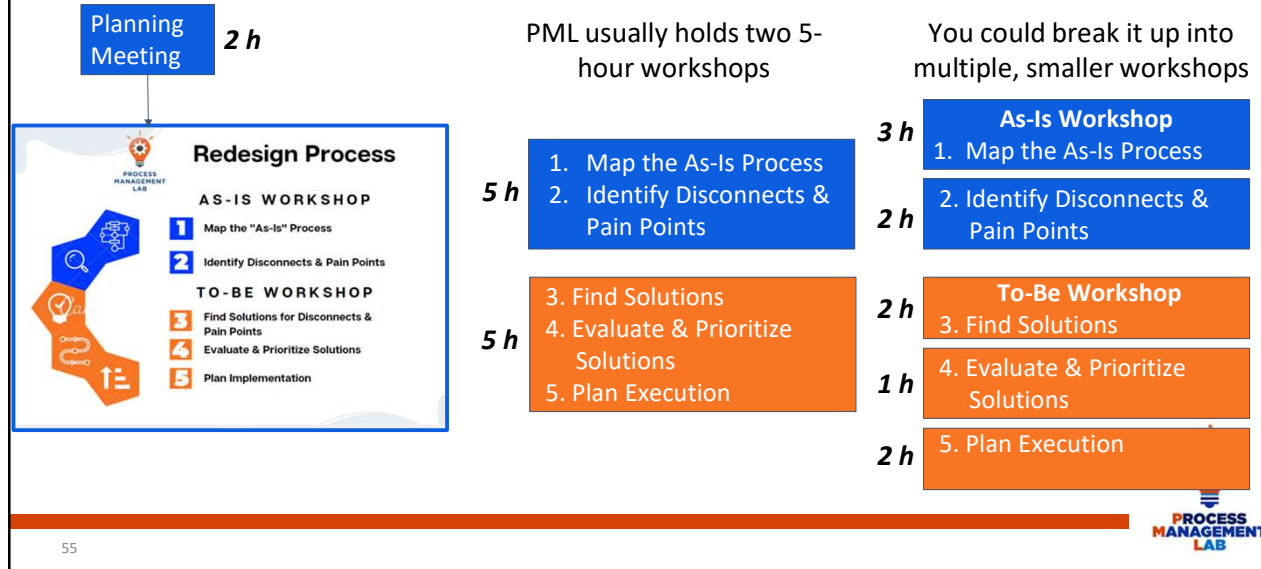 Planning
Meeting
2 h
PROCESS
MANAGEMENT
LAB
Redesign Process
AS-IS WORKSHOP
1 Map the "As-Is" Process
2 Identify Disconnects & Pain Points
TO-BE WORKSHOP
3 Find Solutions for Disconnects &
Pain Points
4 Evaluate & Prioritize Solutions
5 Plan Implementation
PML usually holds two 5-
hour workshops
5 h
1. Map the As-Is Process
2. Identify Disconnects &
Pain Points
5 h
3. Find Solutions
4. Evaluate & Prioritize
Solutions
5. Plan Execution
You could break it up into
multiple, smaller workshops
3 h
As-Is Workshop
1. Map the As-Is Process
2 h
2. Identify Disconnects &
Pain Points
2 h
To-Be Workshop
3. Find Solutions
1 h
4. Evaluate & Prioritize
Solutions
2 h
5. Plan Execution
PROCESS
MANAGEMENT
LAB
55